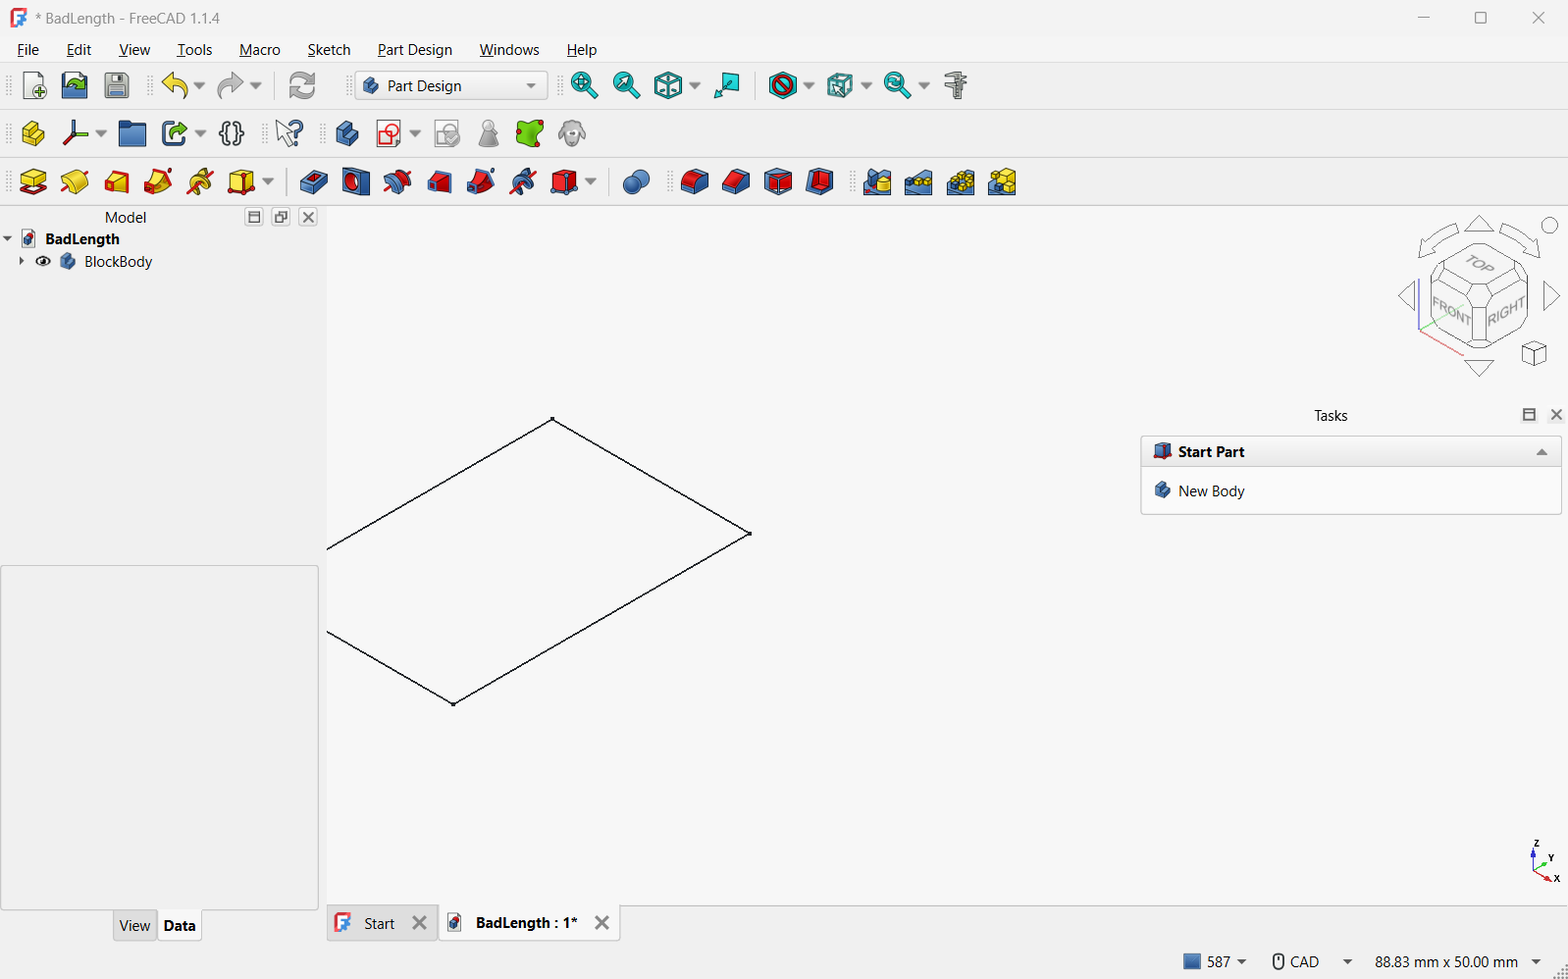 * BadLength - FreeCAD 1.1.4
File Edit View Tools Macro Sketch Part Design Windows Help
Part Design
Model
BadLength
BlockBody
TOP
FRONT
RIGHT
Tasks
Start Part
New Body
Z
Y
X
View Data
Start
BadLength : 1*
587 CAD 88.83 mm x 50.00 mm